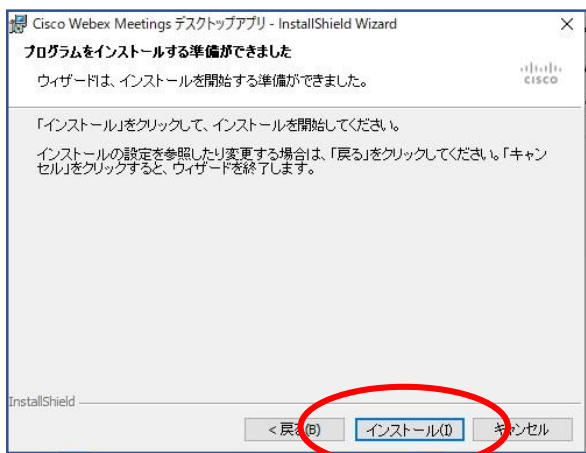 Cisco Webex Meetings デスクトップアプリ - InstallShield Wizard
プログラムをインストールする準備ができました
ウィザードは、インストールを開始する準備ができました。
cisco
「インストール」をクリックして、インストールを開始してください。
インストールの設定を参照したり変更する場合は、「戻る」をクリックしてください。「キャン
セル」をクリックすると、ウィザードを終了します。
InstallShield
< 戻る(B) インストール(I) キャンセル